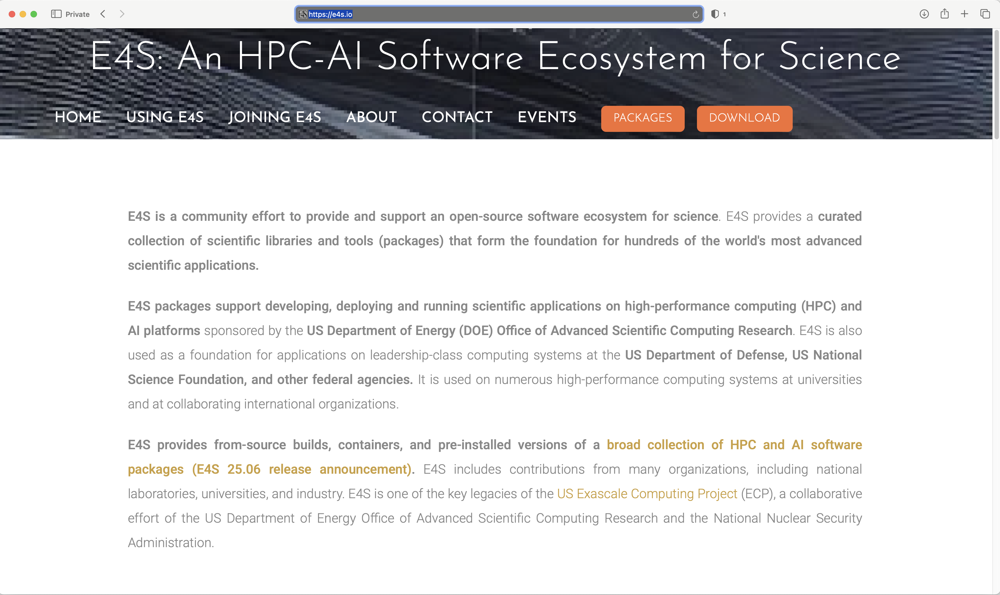 Private
https://e4s.io
1
E4S: An HPC-AI Software Ecosystem for Science
HOME USING E4S JOINING E4S ABOUT CONTACT EVENTS PACKAGES DOWNLOAD
E4S is a community effort to provide and support an open-source software ecosystem for science. E4S provides a curated
collection of scientific libraries and tools (packages) that form the foundation for hundreds of the world's most advanced
scientific applications.
E4S packages support developing, deploying and running scientific applications on high-performance computing (HPC) and
AI platforms sponsored by the US Department of Energy (DOE) Office of Advanced Scientific Computing Research. E4S is also
used as a foundation for applications on leadership-class computing systems at the US Department of Defense, US National
Science Foundation, and other federal agencies. It is used on numerous high-performance computing systems at universities
and at collaborating international organizations.
E4S provides from-source builds, containers, and pre-installed versions of a broad collection of HPC and AI software
packages (E4S 25.06 release announcement). E4S includes contributions from many organizations, including national
laboratories, universities, and industry. E4S is one of the key legacies of the US Exascale Computing Project (ECP), a collaborative
effort of the US Department of Energy Office of Advanced Scientific Computing Research and the National Nuclear Security
Administration.